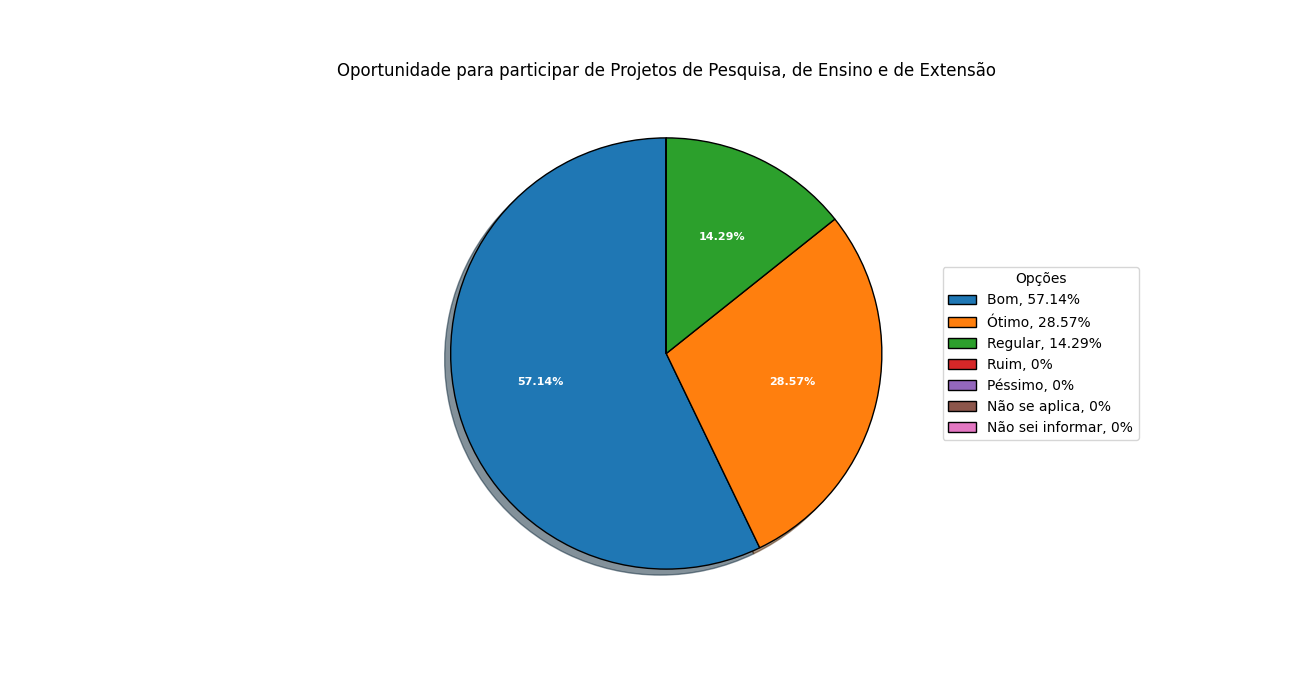 Oportunidade para participar de Projetos de Pesquisa, de Ensino e de Extensão
14.29%
57.14%
28.57%
Opções
Bom, 57.14%
Ótimo, 28.57%
Regular, 14.29%
Ruim, 0%
Péssimo, 0%
Não se aplica, 0%
Não sei informar, 0%